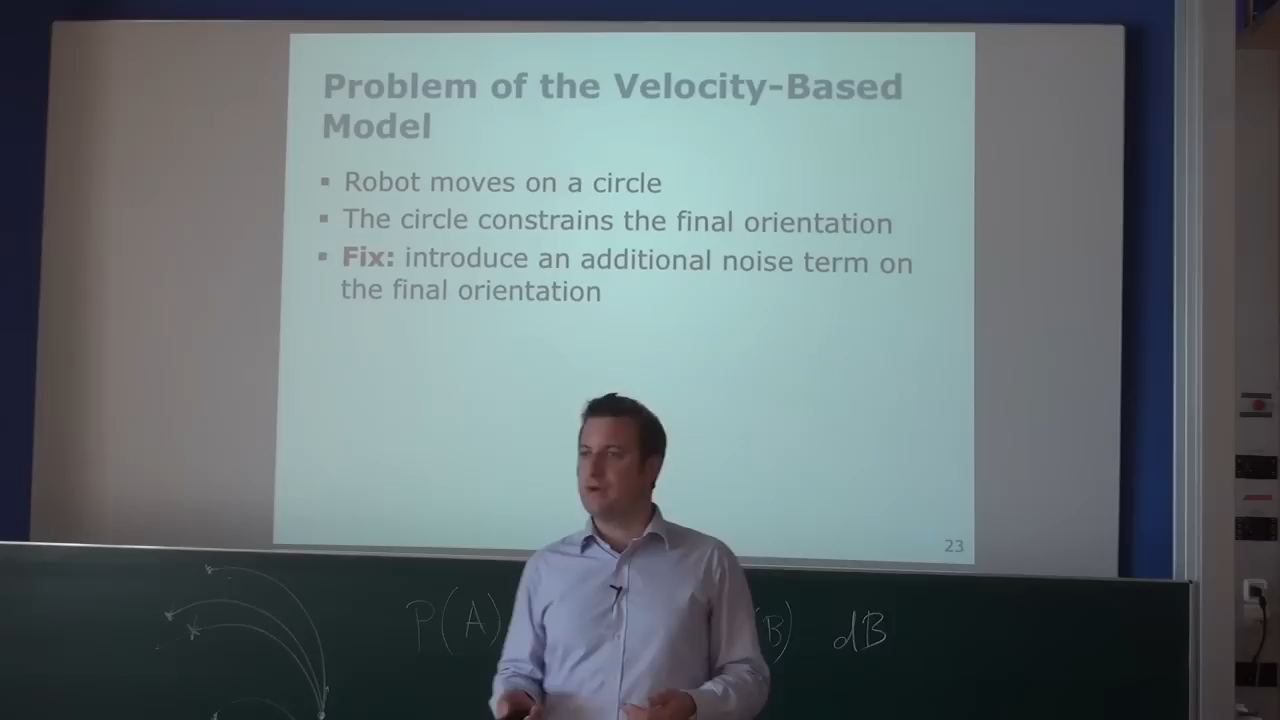 Problem of the Velocity-Based
Model
▪ Robot moves on a circle
▪ The circle constrains the final orientation
▪ Fix: introduce an additional noise term on
the final orientation
23
P(A) B) dB